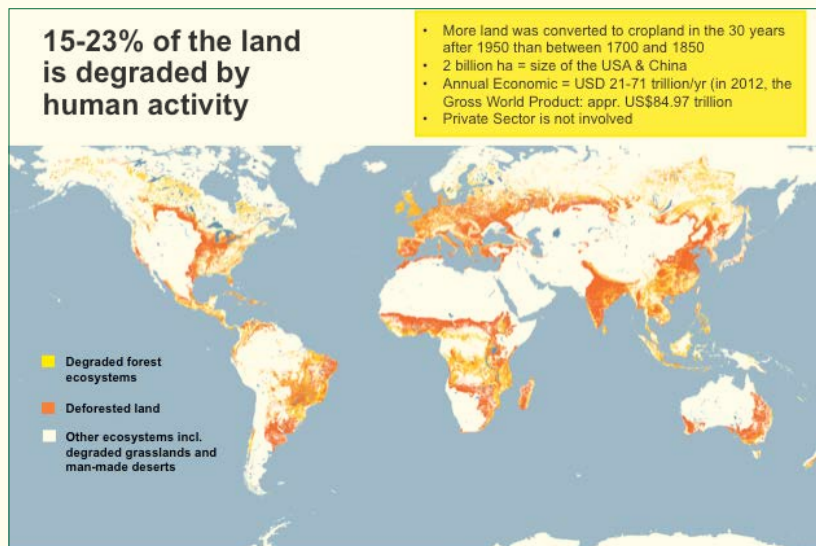 15-23% of the land
is degraded by
human activity
• More land was converted to cropland in the 30 years
after 1950 than between 1700 and 1850
• 2 billion ha = size of the USA & China
• Annual Economic = USD 21-71 trillion/yr (in 2012, the
Gross World Product: appr. US$84.97 trillion
• Private Sector is not involved
Degraded forest
ecosystems
Deforested land
Other ecosystems incl.
degraded grasslands and
man-made deserts